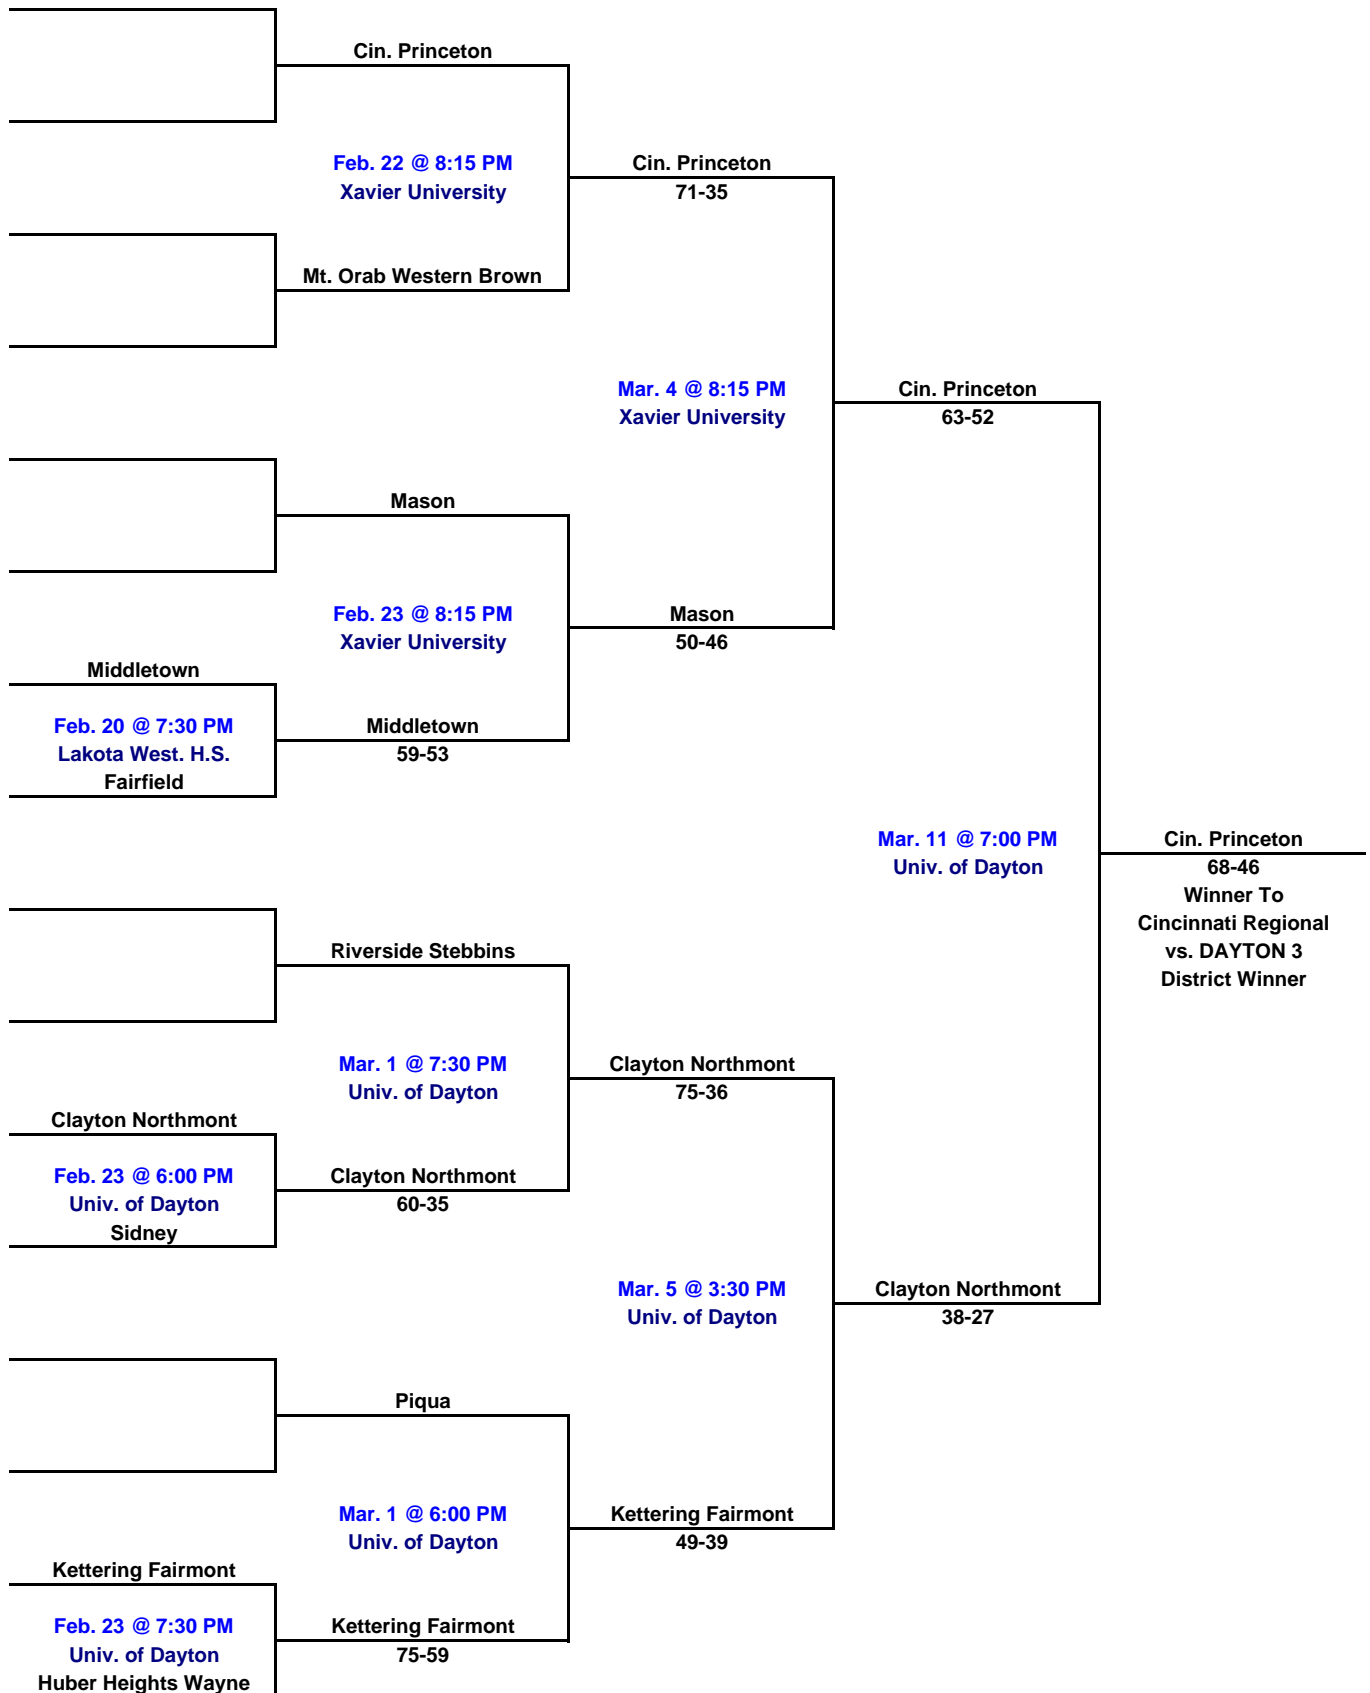 Cin. Princeton
Feb. 22 @ 8:15 PM
Xavier University
Cin. Princeton
71-35
Mt. Orab Western Brown
Mar. 4 @ 8:15 PM
Xavier University
Cin. Princeton
63-52
Mason
Feb. 23 @ 8:15 PM
Xavier University
Mason
50-46
Middletown
Feb. 20 @ 7:30 PM
Lakota West. H.S.
Fairfield
Middletown
59-53
Mar. 11 @ 7:00 PM
Univ. of Dayton
Cin. Princeton
68-46
Winner To
Cincinnati Regional
vs. DAYTON 3
District Winner
Riverside Stebbins
Mar. 1 @ 7:30 PM
Univ. of Dayton
Clayton Northmont
75-36
Clayton Northmont
Feb. 23 @ 6:00 PM
Univ. of Dayton
Sidney
Clayton Northmont
60-35
Mar. 5 @ 3:30 PM
Univ. of Dayton
Clayton Northmont
38-27
Piqua
Mar. 1 @ 6:00 PM
Univ. of Dayton
Kettering Fairmont
49-39
Kettering Fairmont
Feb. 23 @ 7:30 PM
Univ. of Dayton
Huber Heights Wayne
Kettering Fairmont
75-59